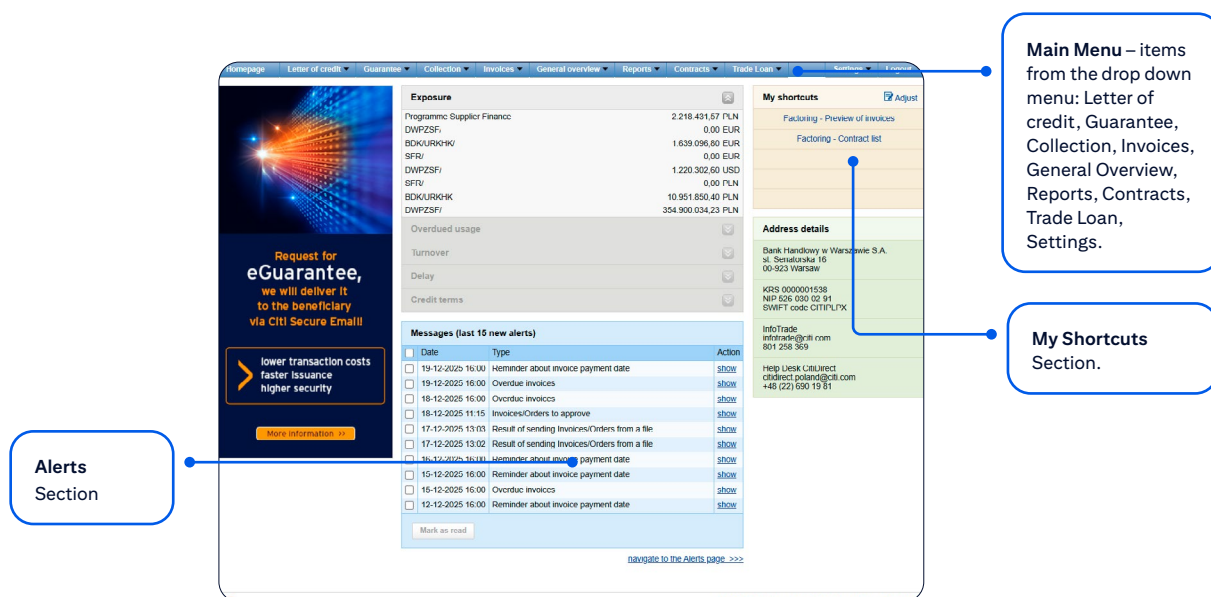 Main Menu – items
from the drop down
menu: Letter of
credit, Guarantee,
Collection, Invoices,
General Overview,
Reports, Contracts,
Trade Loan,
Settings.
Homepage Letter of credit Guarantee Collection Invoices General overview Reports Contracts Trade Loan Settings Logout
Exposure
Programme Supplier Finance 2.218.431,57 PLN
DWPZSF/ 0,00 EUR
BDK/URKHK/ 1.639.096,80 EUR
SFR/ 0,00 EUR
DWPZSF/ 1.220.302,60 USD
SFR/ 0,00 PLN
BDK/URKHK 10.951.850,40 PLN
DWPZSF/ 354.900.034,23 PLN
Overdued usage
Turnover
Delay
Credit terms
My shortcuts Adjust
Factoring - Preview of invoices
Factoring - Contract list
Address details
Bank Handlowy w Warszawie S.A.
st. Senatorska 16
00-923 Warsaw
KRS 0000001538
NIP 526 030 02 91
SWIFT code CITIPLPX
InfoTrade
infotrade@citi.com
801 258 369
Help Desk CitiDirect
citidirect.poland@citi.com
+48 (22) 690 19 81
Request for
eGuarantee,
we will deliver it
to the beneficiary
via Citi Secure Email!
lower transaction costs
faster issuance
higher security
More information >>
Messages (last 15 new alerts)
Date Type Action
19-12-2025 16:00 Reminder about invoice payment date show
19-12-2025 16:00 Overdue invoices show
18-12-2025 16:00 Overdue invoices show
18-12-2025 11:15 Invoices/Orders to approve show
17-12-2025 13:03 Result of sending Invoices/Orders from a file show
17-12-2025 13:02 Result of sending Invoices/Orders from a file show
16-12-2025 16:00 Reminder about invoice payment date show
15-12-2025 16:00 Reminder about invoice payment date show
15-12-2025 16:00 Overdue invoices show
12-12-2025 16:00 Reminder about invoice payment date show
Mark as read
navigate to the Alerts page >>>
My Shortcuts
Section.
Alerts
Section